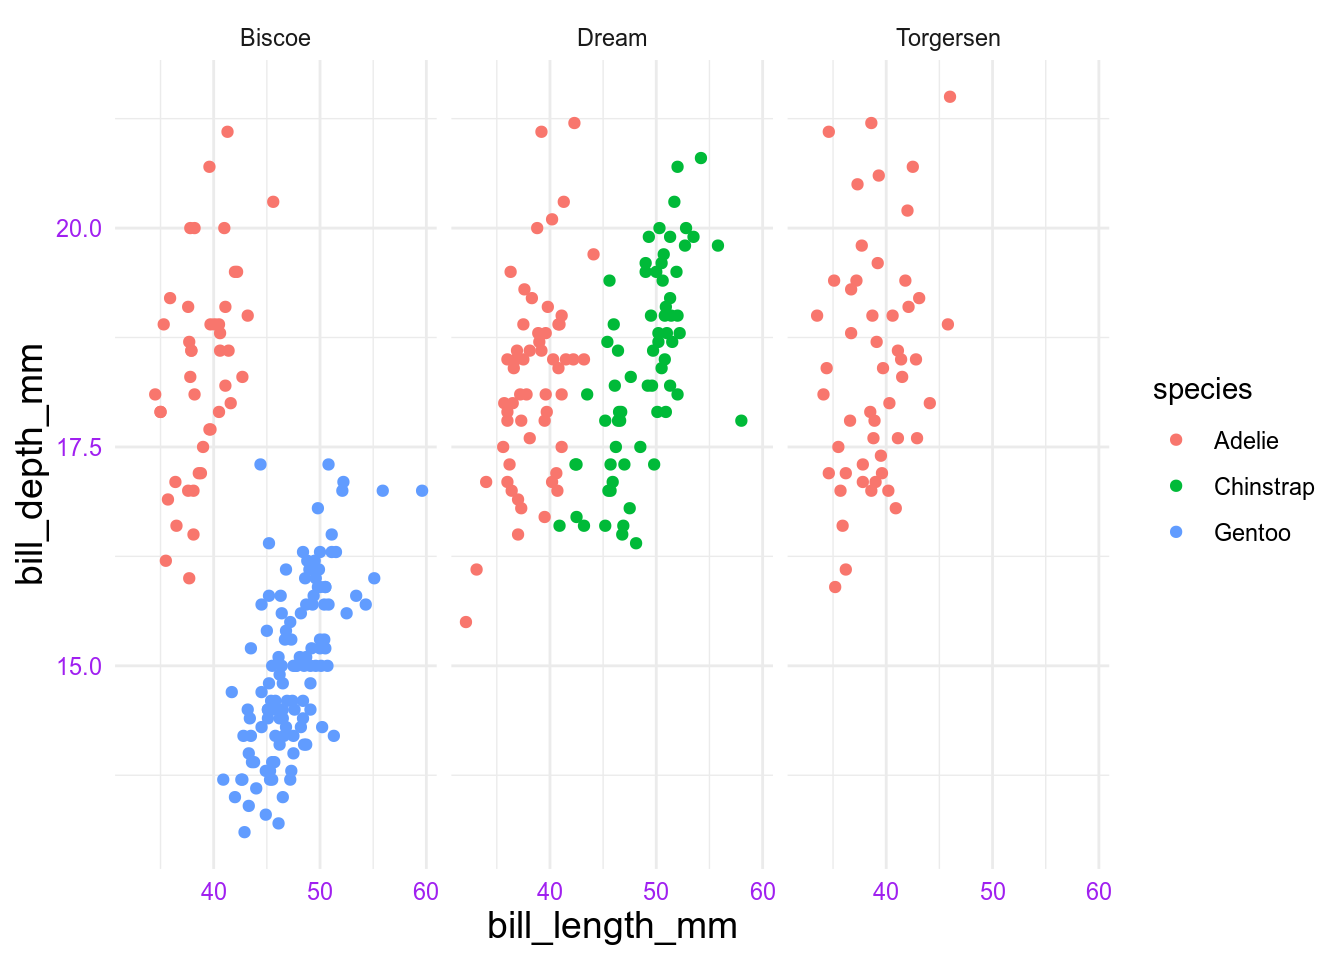 Biscoe Dream Torgersen
20.0
17.5
15.0
bill_depth_mm
40 50 60 40 50 60 40 50 60
bill_length_mm
species
Adelie
Chinstrap
Gentoo